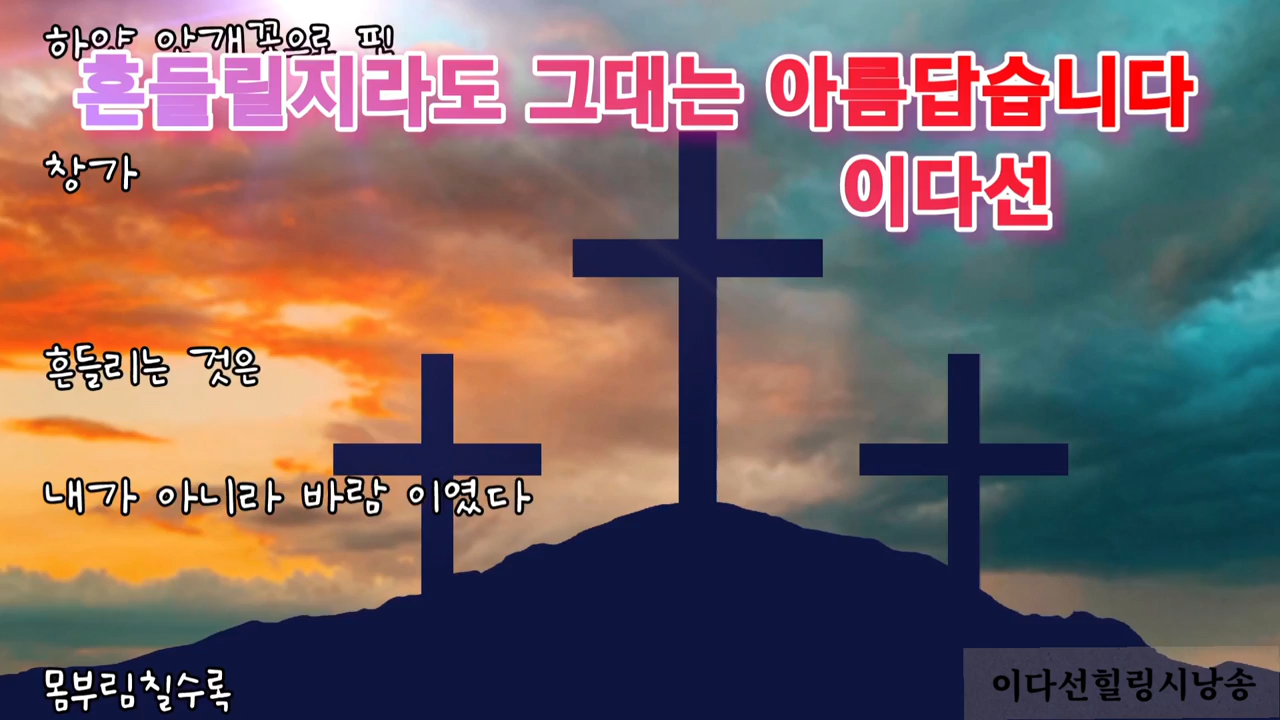 하얀 안개꽃으로 핀
흔들릴지라도 그대는 아름답습니다
이다선
창가
흔들리는 것은
내가 아니라 바람 이였다
몸부림칠수록
이다선힐링시낭송